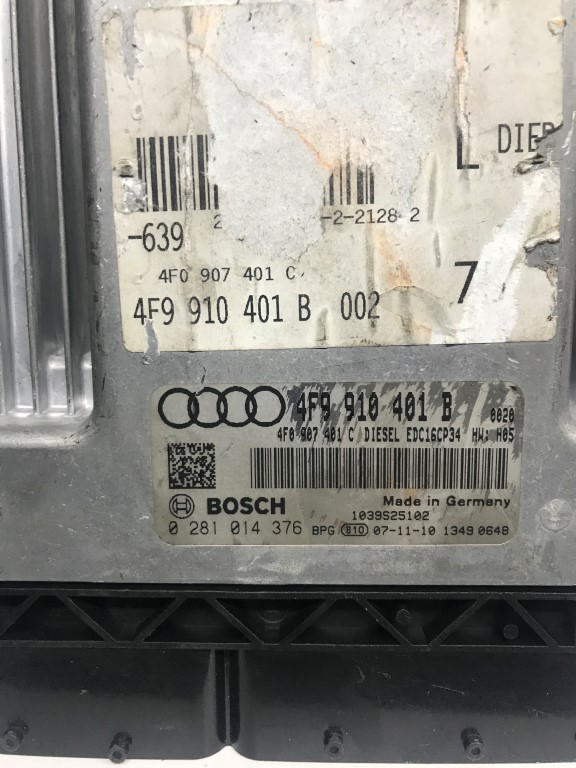 L DIE
2 -2-2128 2
-639
4F0 907 401 C
7
4F9 910 401 B 002
4F9 910 401 B 0020
4F0 907 401 C DIESEL EDC16CP34 HW: H05
BOSCH
Made in Germany
1039S25102
0 281 014 376 BPG 810 07-11-10 1349 0648